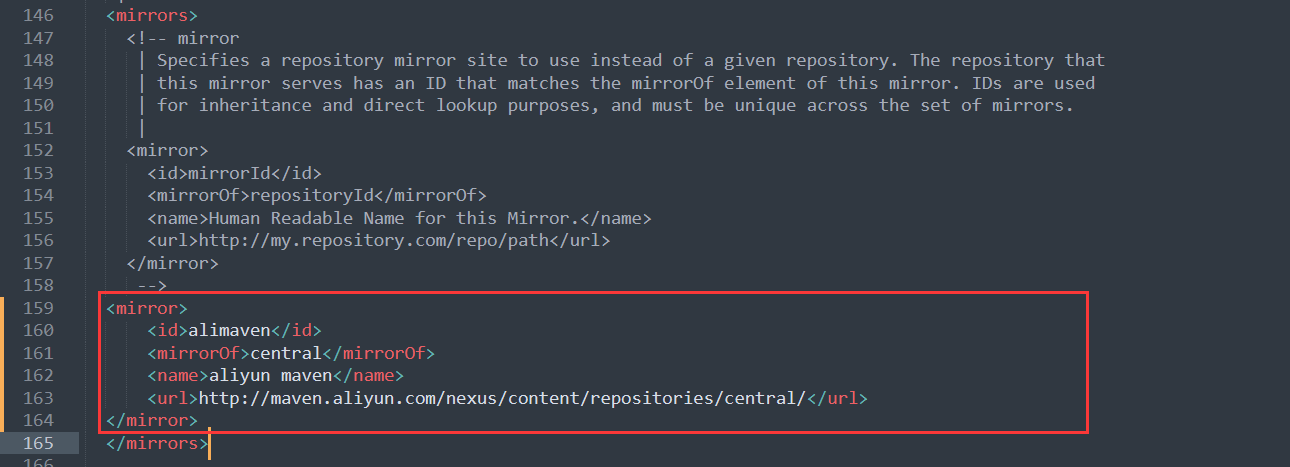 146 <mirrors>
147 <!-- mirror
148 | Specifies a repository mirror site to use instead of a given repository. The repository that
149 | this mirror serves has an ID that matches the mirrorOf element of this mirror. IDs are used
150 | for inheritance and direct lookup purposes, and must be unique across the set of mirrors.
151 |
152 <mirror>
153 <id>mirrorId</id>
154 <mirrorOf>repositoryId</mirrorOf>
155 <name>Human Readable Name for this Mirror.</name>
156 <url>http://my.repository.com/repo/path</url>
157 </mirror>
158 -->
159 <mirror>
160 <id>alimaven</id>
161 <mirrorOf>central</mirrorOf>
162 <name>aliyun maven</name>
163 <url>http://maven.aliyun.com/nexus/content/repositories/central/</url>
164 </mirror>
165 </mirrors>
166